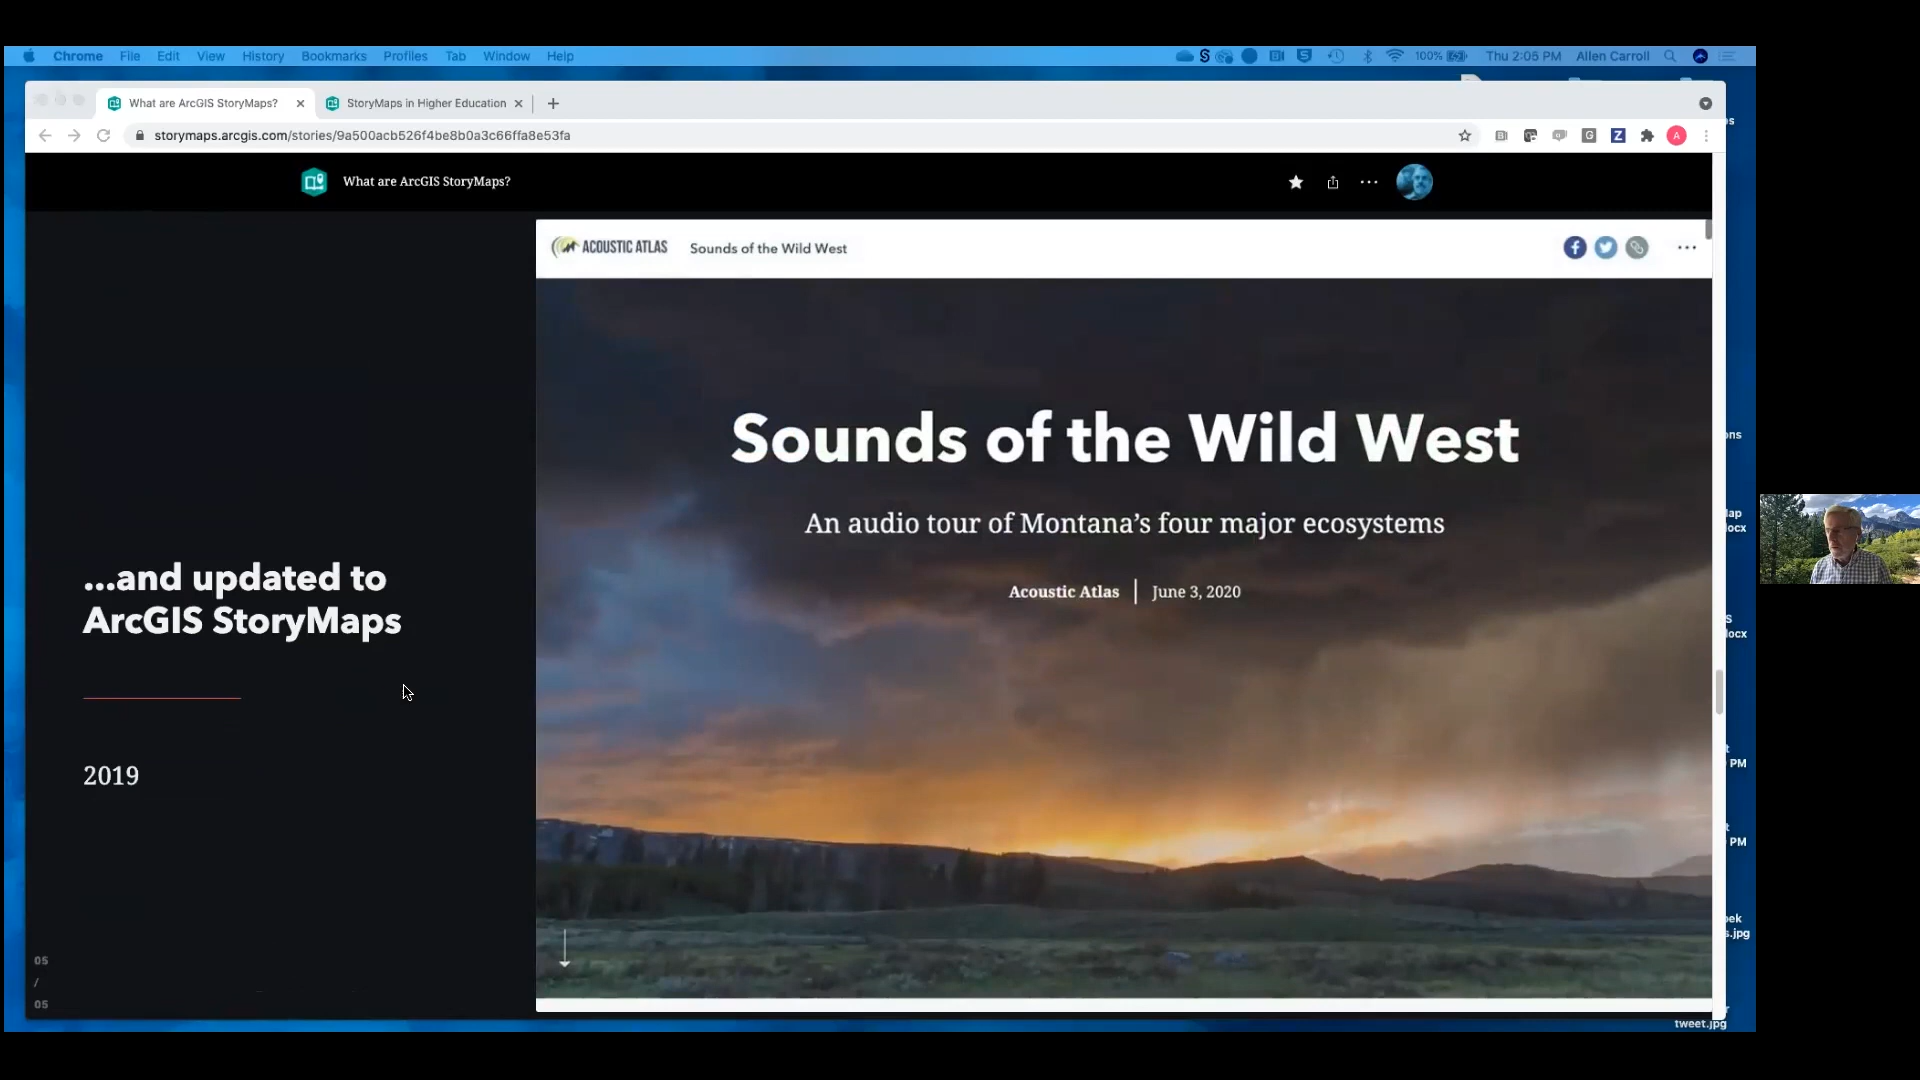 Chrome File Edit View History Bookmarks Profiles Tab Window Help 100% Thu 2:05 PM Allen Carroll
What are ArcGIS StoryMaps? StoryMaps in Higher Education
storymaps.arcgis.com/stories/9a500acb526f4be8b0a3c66ffa8e53fa
What are ArcGIS StoryMaps?
ACOUSTIC ATLAS Sounds of the Wild West
Sounds of the Wild West
An audio tour of Montana's four major ecosystems
Acoustic Atlas | June 3, 2020
...and updated to
ArcGIS StoryMaps
2019
05
/
05
PM
PM
tweet.jpg